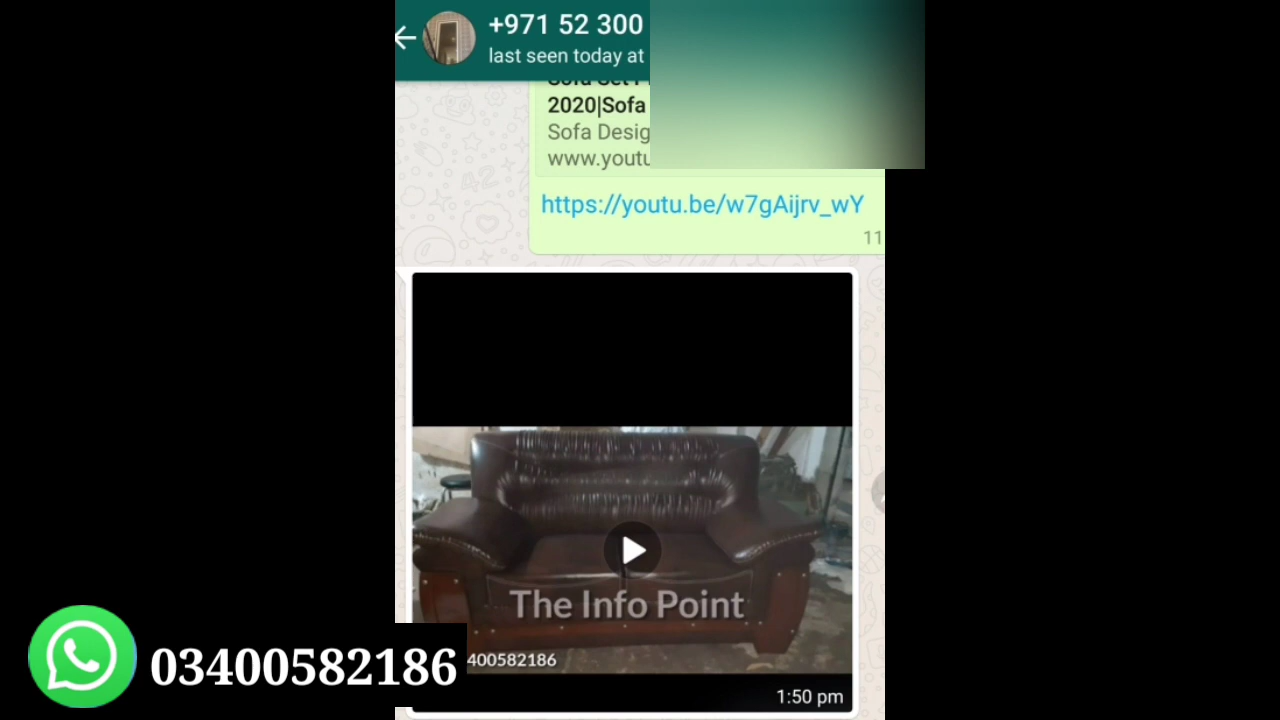 +971 52 300
last seen today at
2020|Sofa
Sofa Desig
www.youtu
https://youtu.be/w7gAijrv_wY
11
The Info Point
400582186
03400582186
1:50 pm